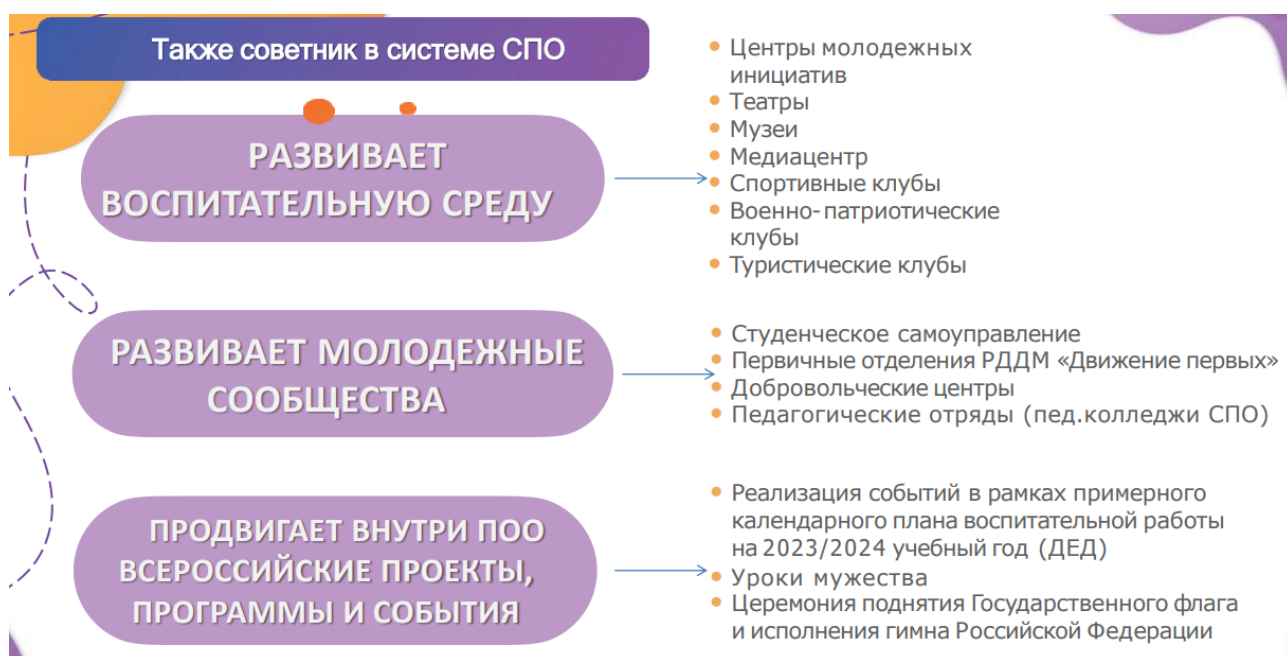 Также советник в системе СПО
РАЗВИВАЕТ
ВОСПИТАТЕЛЬНУЮ СРЕДУ
• Центры молодежных
инициатив
• Театры
• Музеи
• Медиацентр
• Спортивные клубы
• Военно-патриотические
клубы
• Туристические клубы
РАЗВИВАЕТ МОЛОДЕЖНЫЕ
СООБЩЕСТВА
• Студенческое самоуправление
• Первичные отделения РДДМ «Движение первых»
• Добровольческие центры
• Педагогические отряды (пед.колледжи СПО)
ПРОДВИГАЕТ ВНУТРИ ПОО
ВСЕРОССИЙСКИЕ ПРОЕКТЫ,
ПРОГРАММЫ И СОБЫТИЯ
• Реализация событий в рамках примерного
календарного плана воспитательной работы
на 2023/2024 учебный год (ДЕД)
• Уроки мужества
• Церемония поднятия Государственного флага
и исполнения гимна Российской Федерации